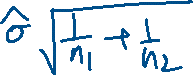 σ̂ √(1/n₁ + 1/n₂)